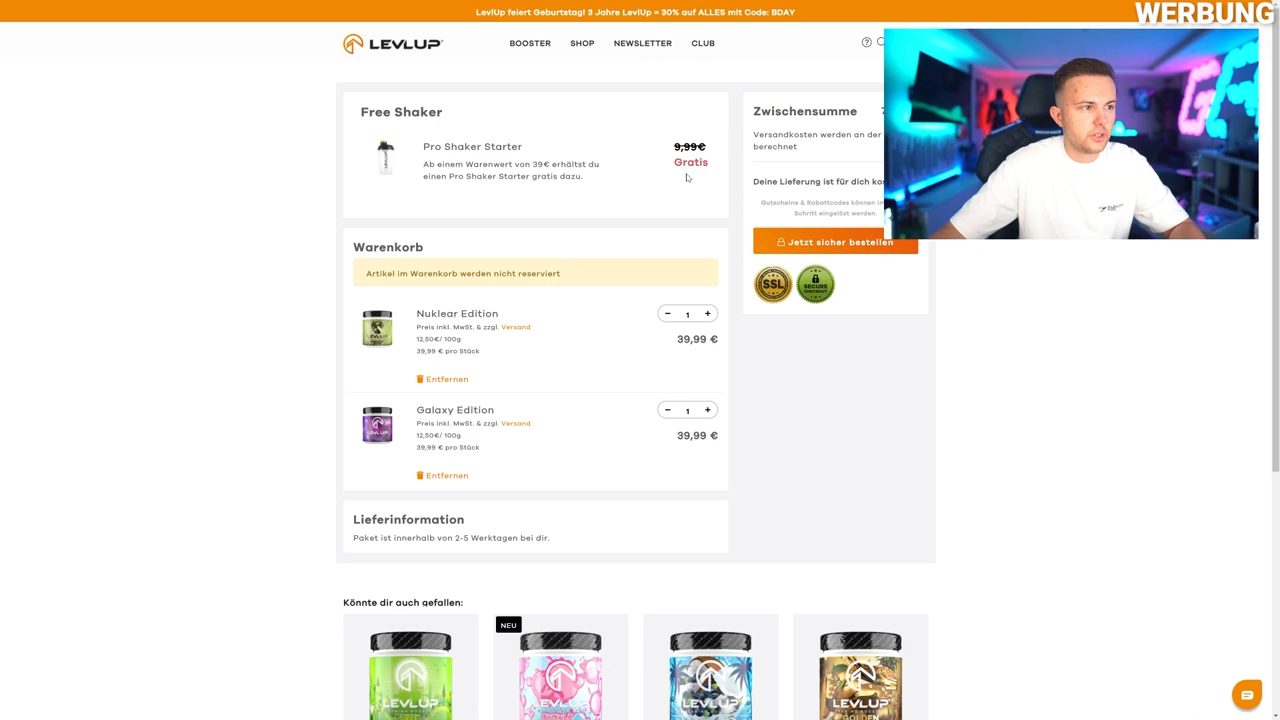 LevlUp feiert Geburtstag! 3 Jahre LevlUp = 30% auf ALLES mit Code: BDAY
WERBUNG
LEVLUP
BOOSTER
SHOP
NEWSLETTER
CLUB
Free Shaker
Pro Shaker Starter
Ab einem Warenwert von 39€ erhältst du
einen Pro Shaker Starter gratis dazu.
9,99€
Gratis
Zwischensumme
Versandkosten werden an der
berechnet
Deine Lieferung ist für dich
Gutscheine & Rabattcodes können
Schritt eingelöst werden.
Jetzt sicher bestellen
SSL
SECURE
Warenkorb
Artikel im Warenkorb werden nicht reserviert
Nuklear Edition
Preis inkl. MwSt. & zzgl. Versand
12,50€/ 100g
39,99 € pro Stück
Entfernen
− 1 +
39,99 €
Galaxy Edition
Preis inkl. MwSt. & zzgl. Versand
12,50€/ 100g
39,99 € pro Stück
Entfernen
− 1 +
39,99 €
Lieferinformation
Paket ist innerhalb von 2-5 Werktagen bei dir.
Könnte dir auch gefallen:
NEU
LEVLUP
LEVLUP
LEVLUP
LEVLUP
GOLDEN